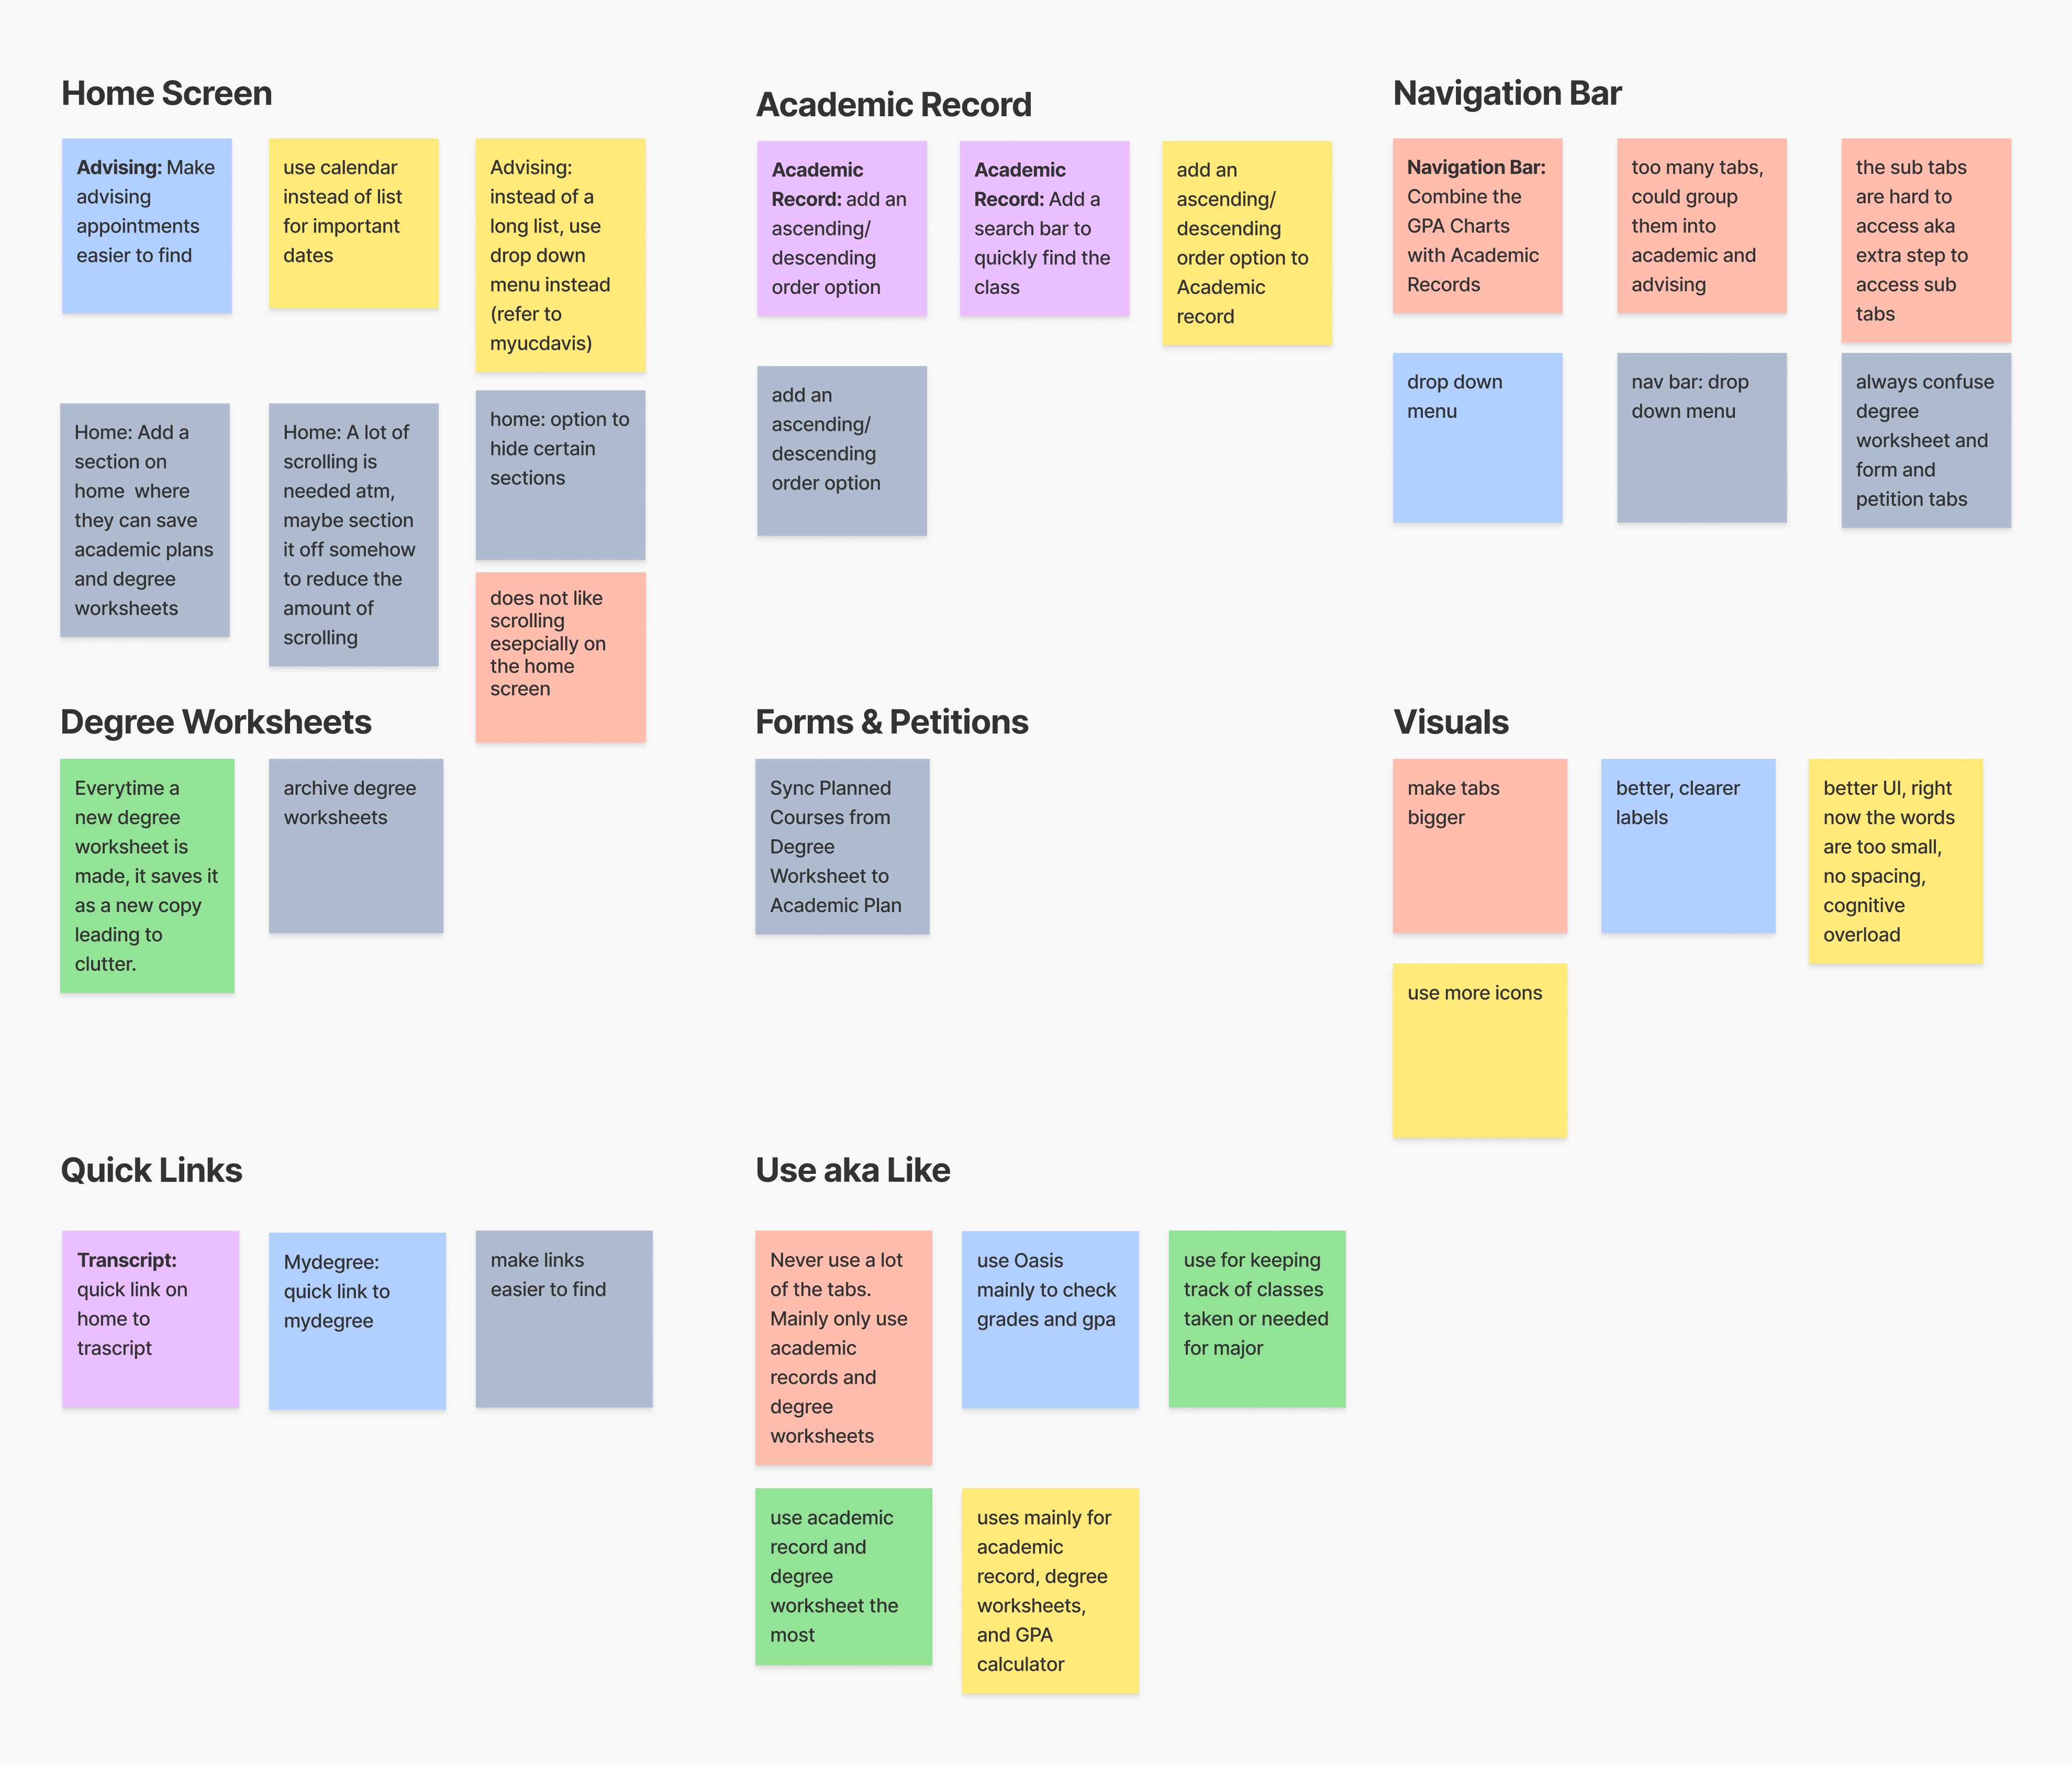 Home Screen
Advising: Make
advising
appointments
easier to find
use calendar
instead of list
for important
dates
Advising:
instead of a
long list, use
drop down
menu instead
(refer to
myucdavis)
Home: Add a
section on
home  where
they can save
academic plans
and degree
worksheets
Home: A lot of
scrolling is
needed atm,
maybe section
it off somehow
to reduce the
amount of
scrolling
home: option to
hide certain
sections
does not like
scrolling
esepcially on
the home
screen
Academic Record
Academic
Record: add an
ascending/
descending
order option
Academic
Record: Add a
search bar to
quickly find the
class
add an
ascending/
descending
order option to
Academic
record
add an
ascending/
descending
order option
Navigation Bar
Navigation Bar:
Combine the
GPA Charts
with Academic
Records
too many tabs,
could group
them into
academic and
advising
the sub tabs
are hard to
access aka
extra step to
access sub
tabs
drop down
menu
nav bar: drop
down menu
always confuse
degree
worksheet and
form and
petition tabs
Degree Worksheets
Everytime a
new degree
worksheet is
made, it saves it
as a new copy
leading to
clutter.
archive degree
worksheets
Forms & Petitions
Sync Planned
Courses from
Degree
Worksheet to
Academic Plan
Visuals
make tabs
bigger
better, clearer
labels
better UI, right
now the words
are too small,
no spacing,
cognitive
overload
use more icons
Quick Links
Transcript:
quick link on
home to
trascript
Mydegree:
quick link to
mydegree
make links
easier to find
Use aka Like
Never use a lot
of the tabs.
Mainly only use
academic
records and
degree
worksheets
use Oasis
mainly to check
grades and gpa
use for keeping
track of classes
taken or needed
for major
use academic
record and
degree
worksheet the
most
uses mainly for
academic
record, degree
worksheets,
and GPA
calculator